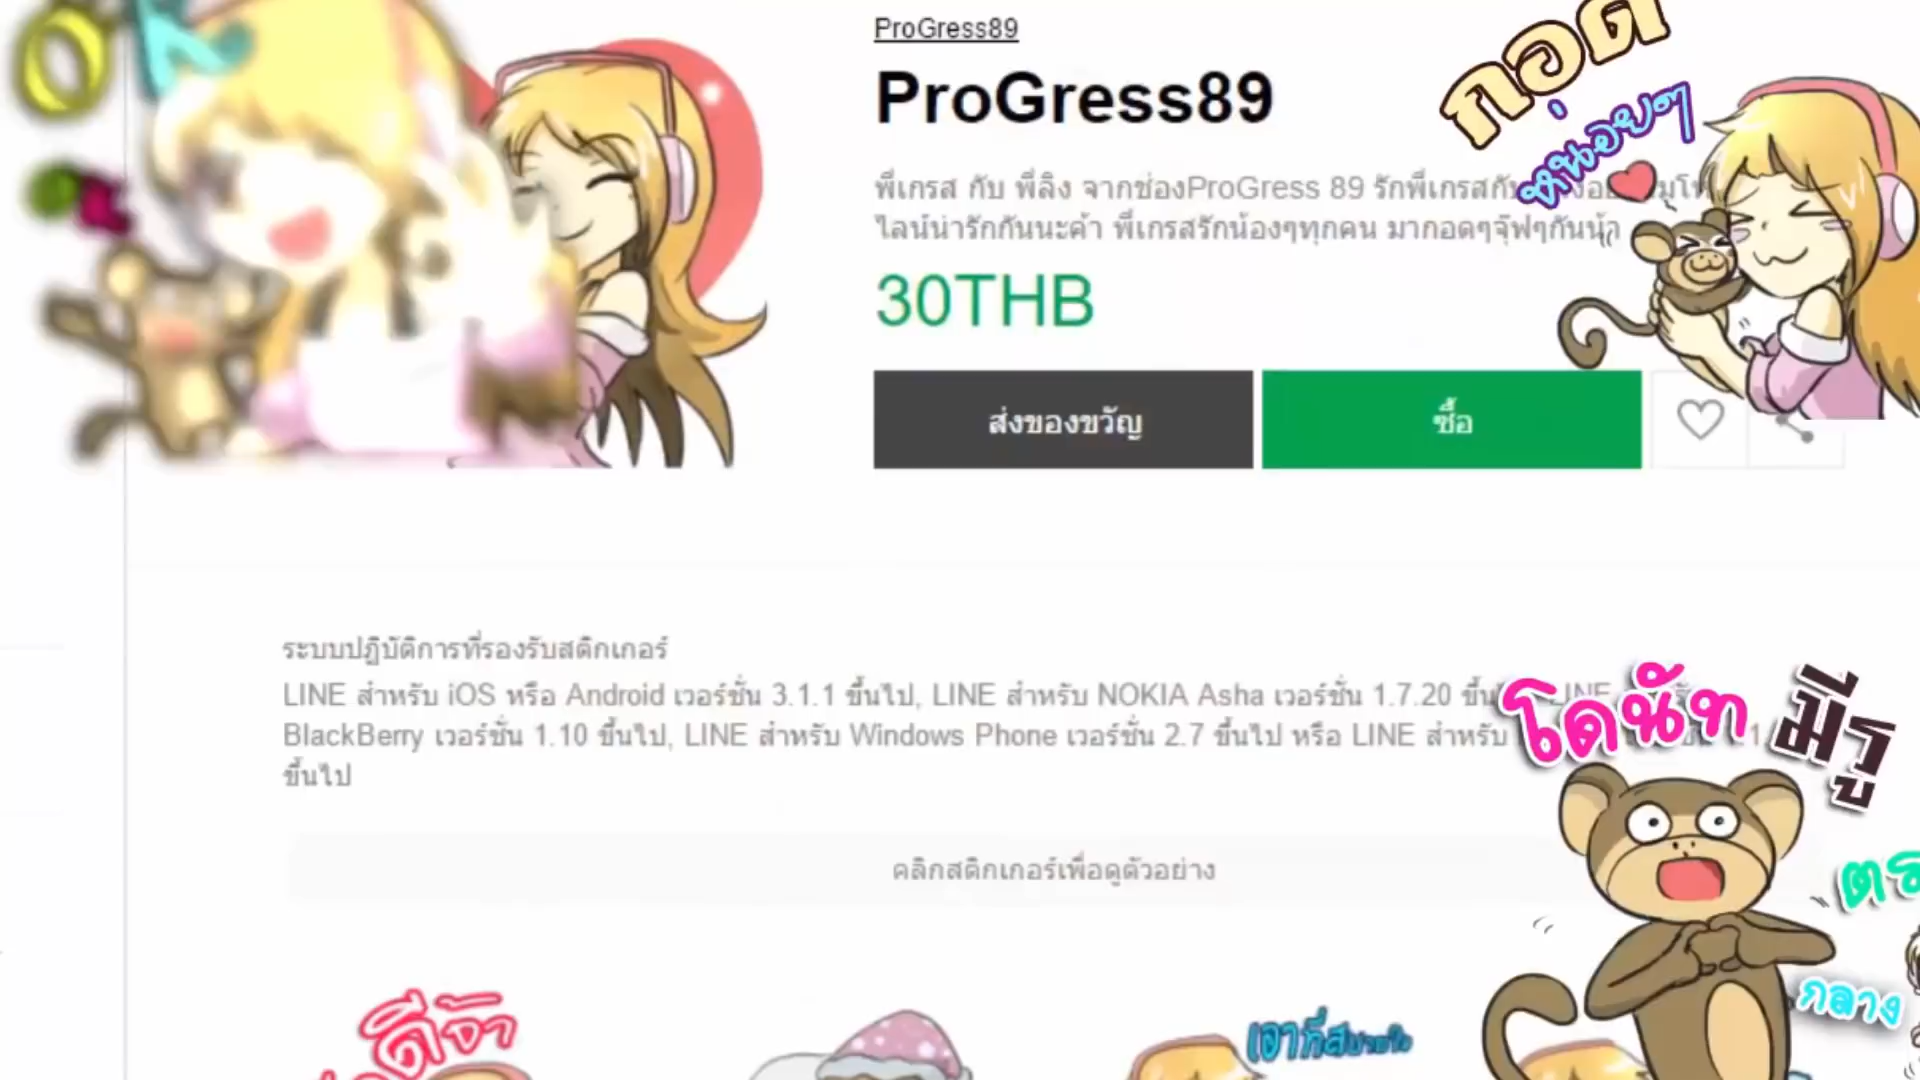 OK
ProGress89
ProGress89
กอด
หน่อยๆ
พี่เกรส กับ พี่ลิง จากช่องProGress 89 รักพี่เกรสกับ
ไลน์น่ารักกันนะค้า พี่เกรสรักน้องๆทุกคน มากอดๆจุ๊ฟๆกันน้า
30THB
ส่งของขวัญ
ซื้อ
ระบบปฏิบัติการที่รองรับสติกเกอร์
LINE สำหรับ iOS หรือ Android เวอร์ชั่น 3.1.1 ขึ้นไป, LINE สำหรับ NOKIA Asha เวอร์ชั่น 1.7.20
BlackBerry เวอร์ชั่น 1.10 ขึ้นไป, LINE สำหรับ Windows Phone เวอร์ชั่น 2.7 ขึ้นไป หรือ LINE สำหรับ
ขึ้นไป
โดนัท มีรู
คลิกสติกเกอร์เพื่อดูตัวอย่าง
ตร
กลาง
ดีจ้า